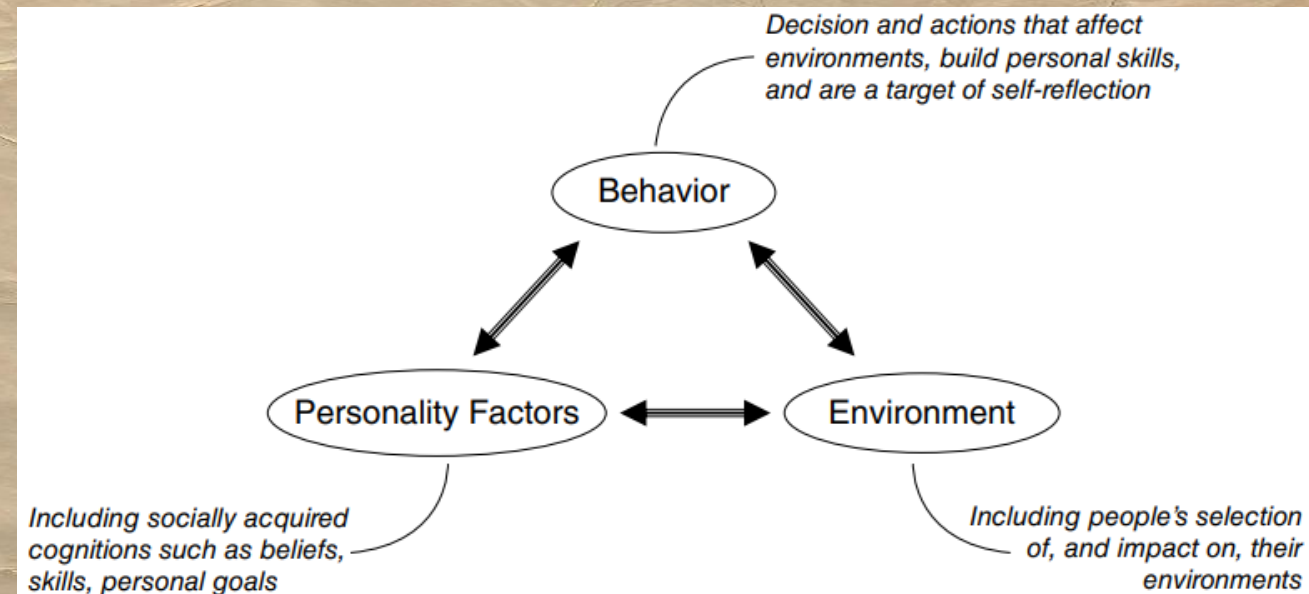 Decision and actions that affect
environments, build personal skills,
and are a target of self-reflection
Behavior
Personality Factors
Environment
Including socially acquired
cognitions such as beliefs,
skills, personal goals
Including people's selection
of, and impact on, their
environments